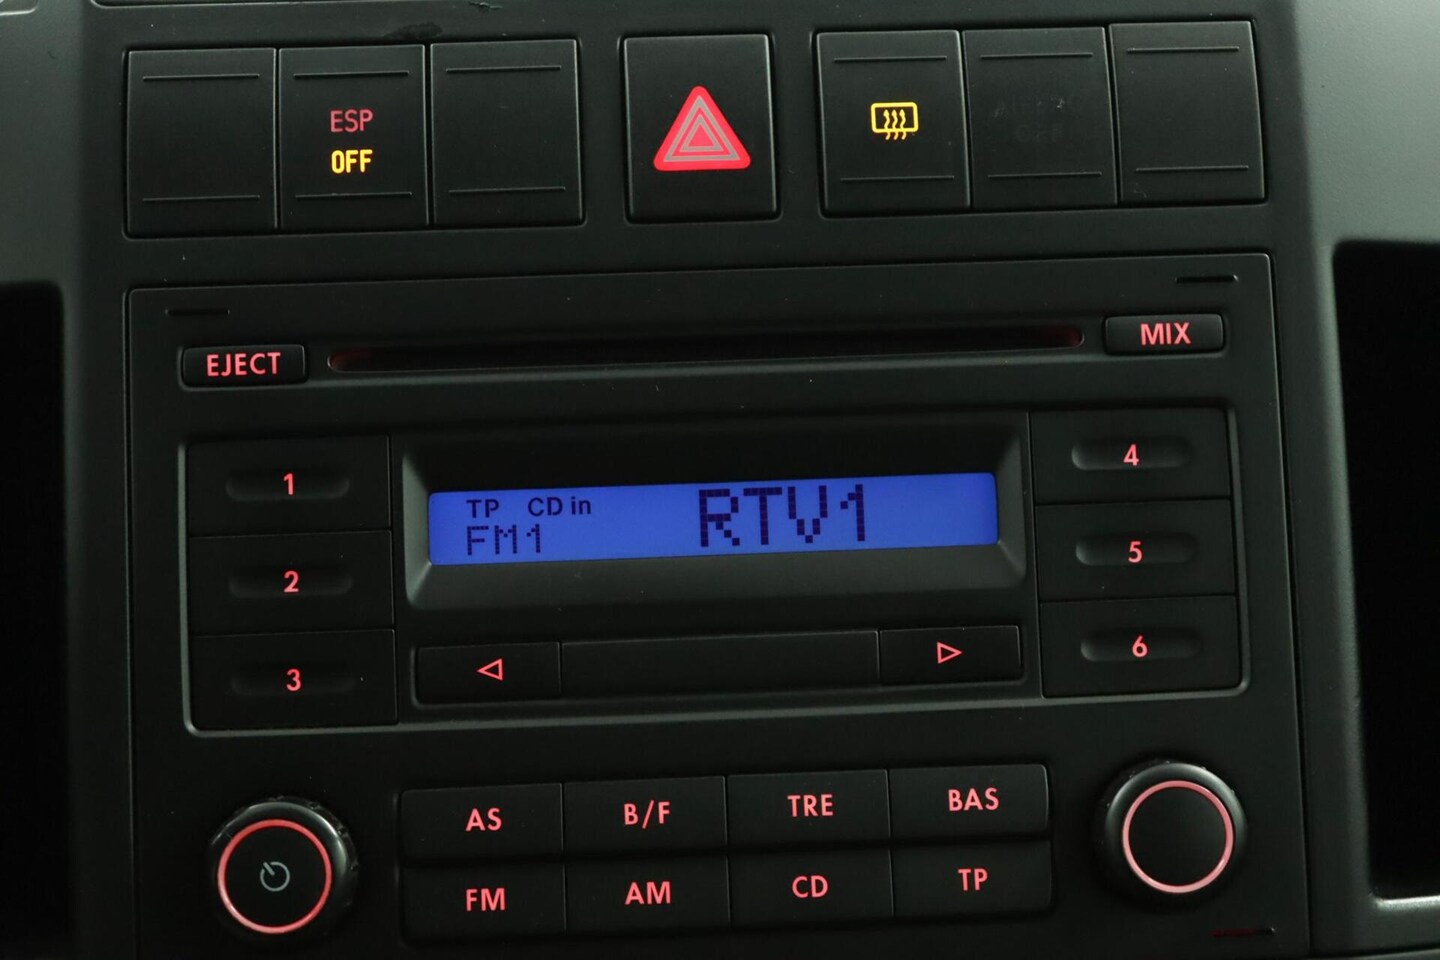 ESP
OFF
EJECT
MIX
1
2
3
TP CD in
FM1 RTV1
4
5
6
AS B/F TRE BAS
FM AM CD TP